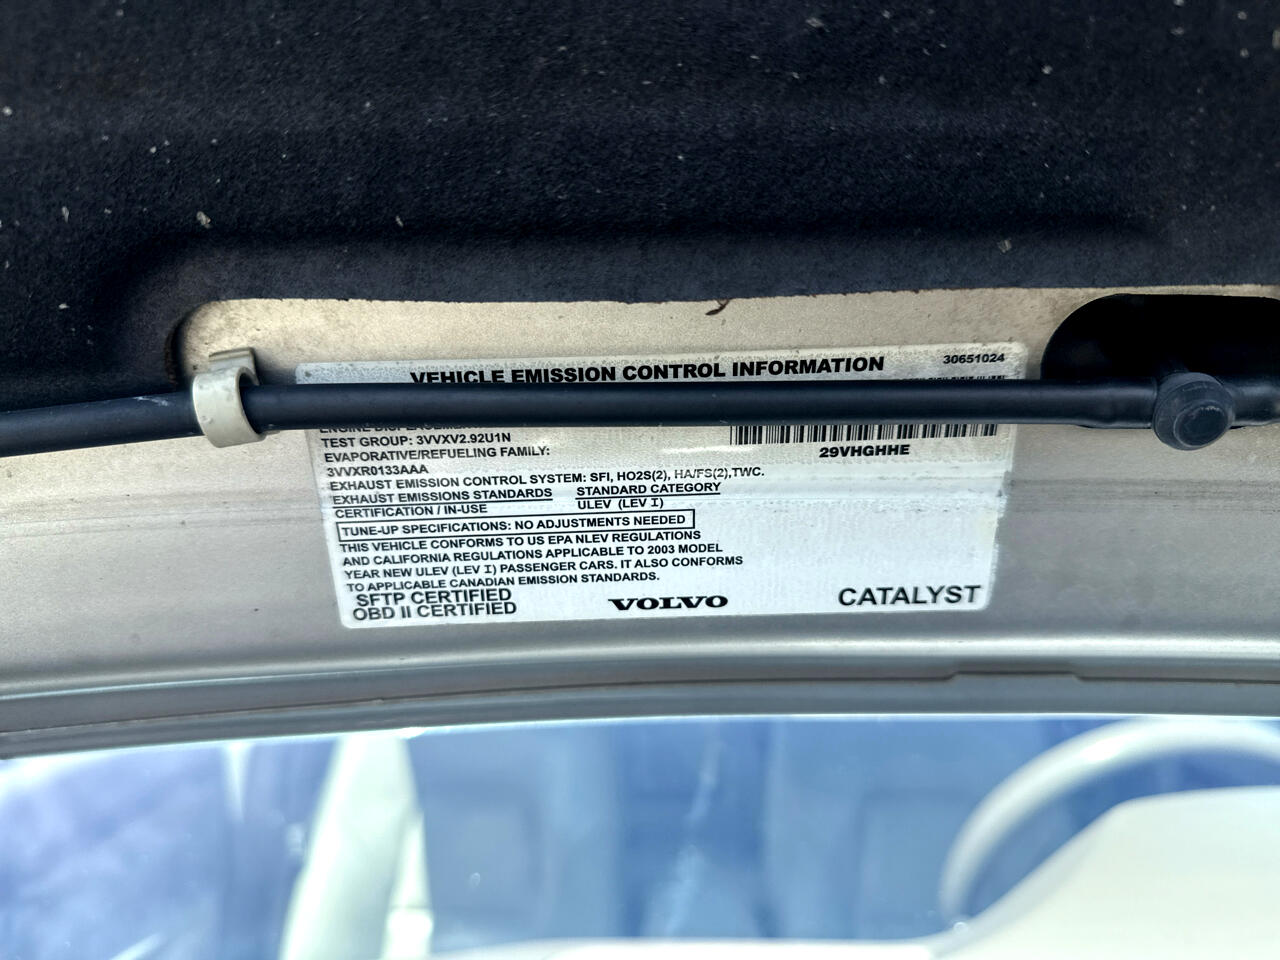 VEHICLE EMISSION CONTROL INFORMATION
30651024
TEST GROUP: 3VVXV2.92U1N
EVAPORATIVE/REFUELING FAMILY:
3VVXR0133AAA
29VHGHHE
EXHAUST EMISSION CONTROL SYSTEM: SFI, HO2S(2), HA/FS(2),TWC.
EXHAUST EMISSIONS STANDARDS STANDARD CATEGORY
CERTIFICATION / IN-USE ULEV (LEV I)
TUNE-UP SPECIFICATIONS: NO ADJUSTMENTS NEEDED
THIS VEHICLE CONFORMS TO US EPA NLEV REGULATIONS
AND CALIFORNIA REGULATIONS APPLICABLE TO 2003 MODEL
YEAR NEW ULEV (LEV I) PASSENGER CARS. IT ALSO CONFORMS
TO APPLICABLE CANADIAN EMISSION STANDARDS.
SFTP CERTIFIED
OBD II CERTIFIED
VOLVO
CATALYST